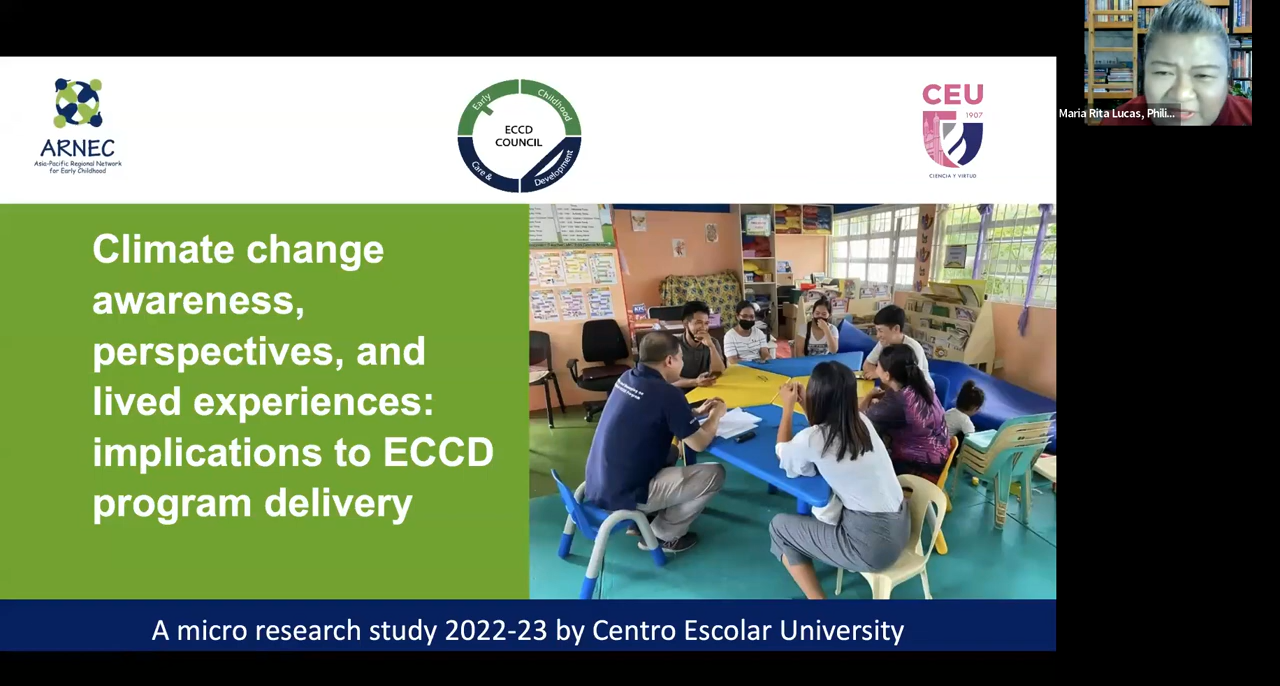 ARNEC
Asia-Pacific Regional Network
for Early Childhood
Early
Childhood
ECCD
COUNCIL
Care &
Development
CEU
1907
CIENCIA Y VIRTUD
Maria Rita Lucas, Phili...
Climate change
awareness,
perspectives, and
lived experiences:
implications to ECCD
program delivery
A micro research study 2022-23 by Centro Escolar University